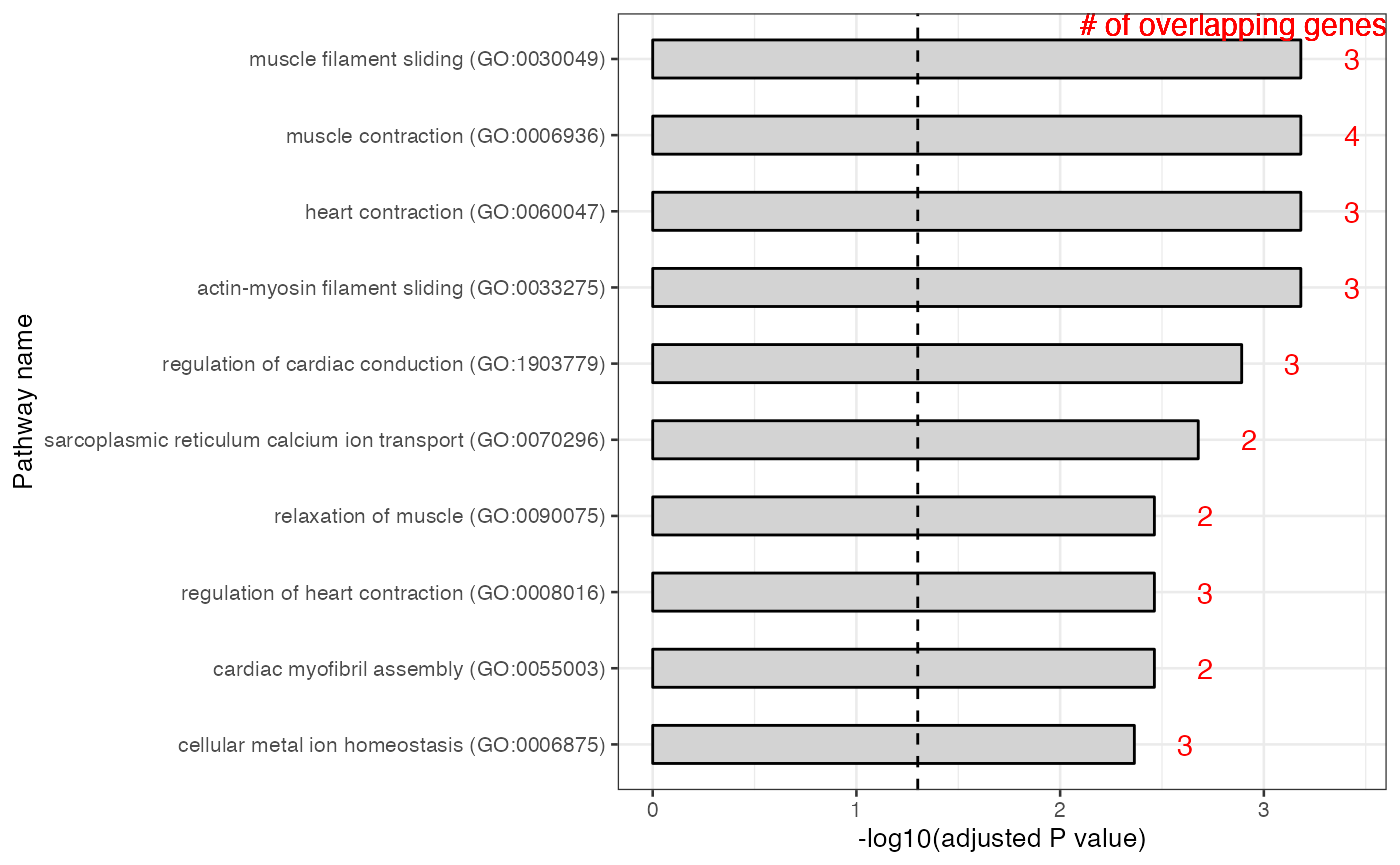 # of overlapping genes
muscle filament sliding (GO:0030049) 3
muscle contraction (GO:0006936) 4
heart contraction (GO:0060047) 3
actin-myosin filament sliding (GO:0033275) 3
regulation of cardiac conduction (GO:1903779) 3
sarcoplasmic reticulum calcium ion transport (GO:0070296) 2
relaxation of muscle (GO:0090075) 2
regulation of heart contraction (GO:0008016) 3
cardiac myofibril assembly (GO:0055003) 2
cellular metal ion homeostasis (GO:0006875) 3
Pathway name
0 1 2 3
-log10(adjusted P value)